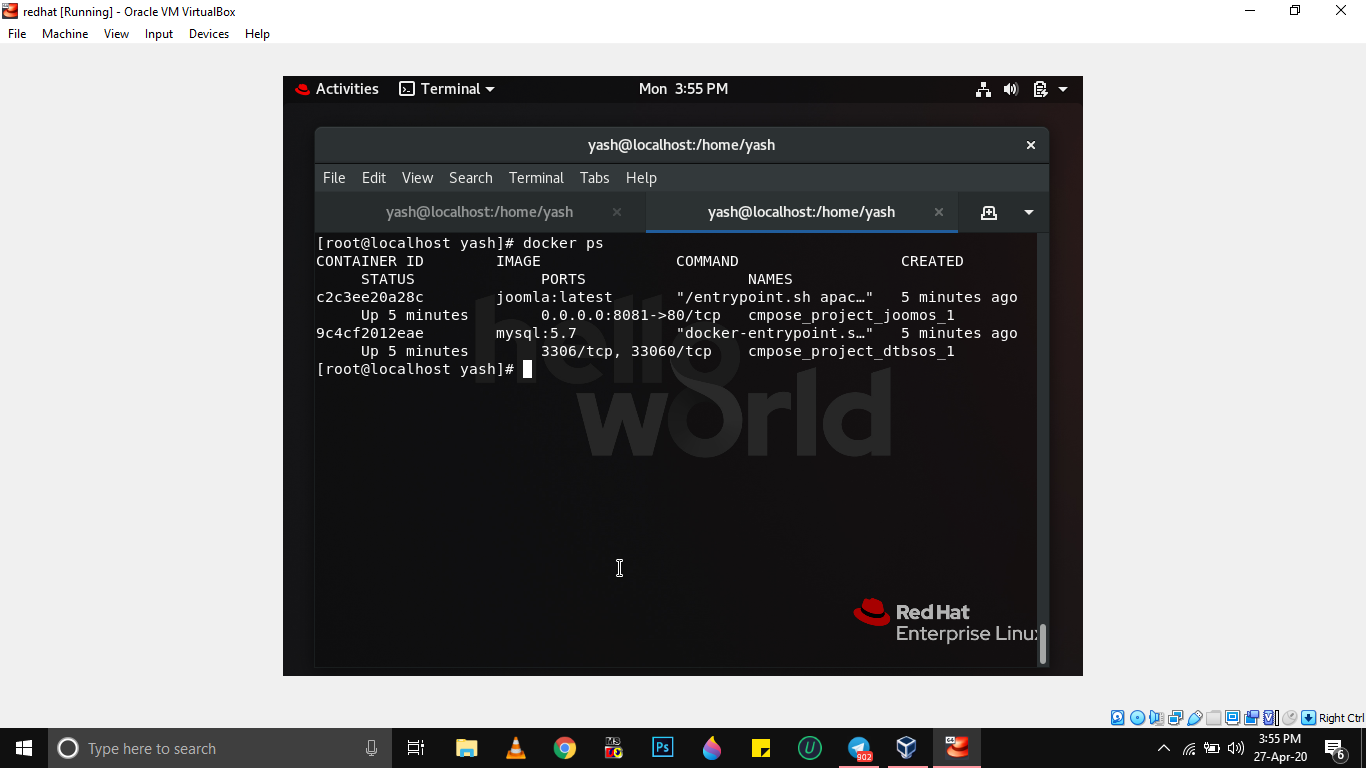 redhat [Running] - Oracle VM VirtualBox
File Machine View Input Devices Help
Activities Terminal Mon 3:55 PM
yash@localhost:/home/yash
File Edit View Search Terminal Tabs Help
yash@localhost:/home/yash yash@localhost:/home/yash
[root@localhost yash]# docker ps
CONTAINER ID IMAGE COMMAND CREATED
STATUS PORTS NAMES
c2c3ee20a28c joomla:latest "/entrypoint.sh apac…" 5 minutes ago
Up 5 minutes 0.0.0.0:8081->80/tcp cmpose_project_joomos_1
9c4cf2012eae mysql:5.7 "docker-entrypoint.s…" 5 minutes ago
Up 5 minutes 3306/tcp, 33060/tcp cmpose_project_dtbsos_1
[root@localhost yash]#
hello
world
Red Hat
Enterprise Linux
Right Ctrl
Type here to search
Ps
U
902
64
3:55 PM
27-Apr-20
6